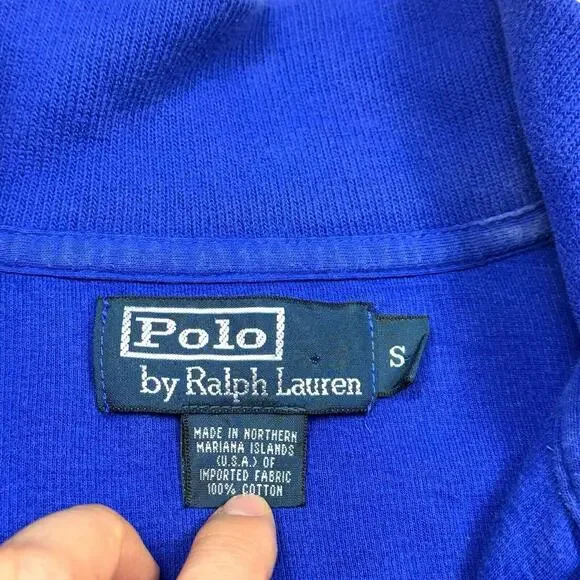 Polo
by Ralph Lauren
S
MADE IN NORTHERN
MARIANA ISLANDS
(U.S.A.) OF
IMPORTED FABRIC
100% COTTON